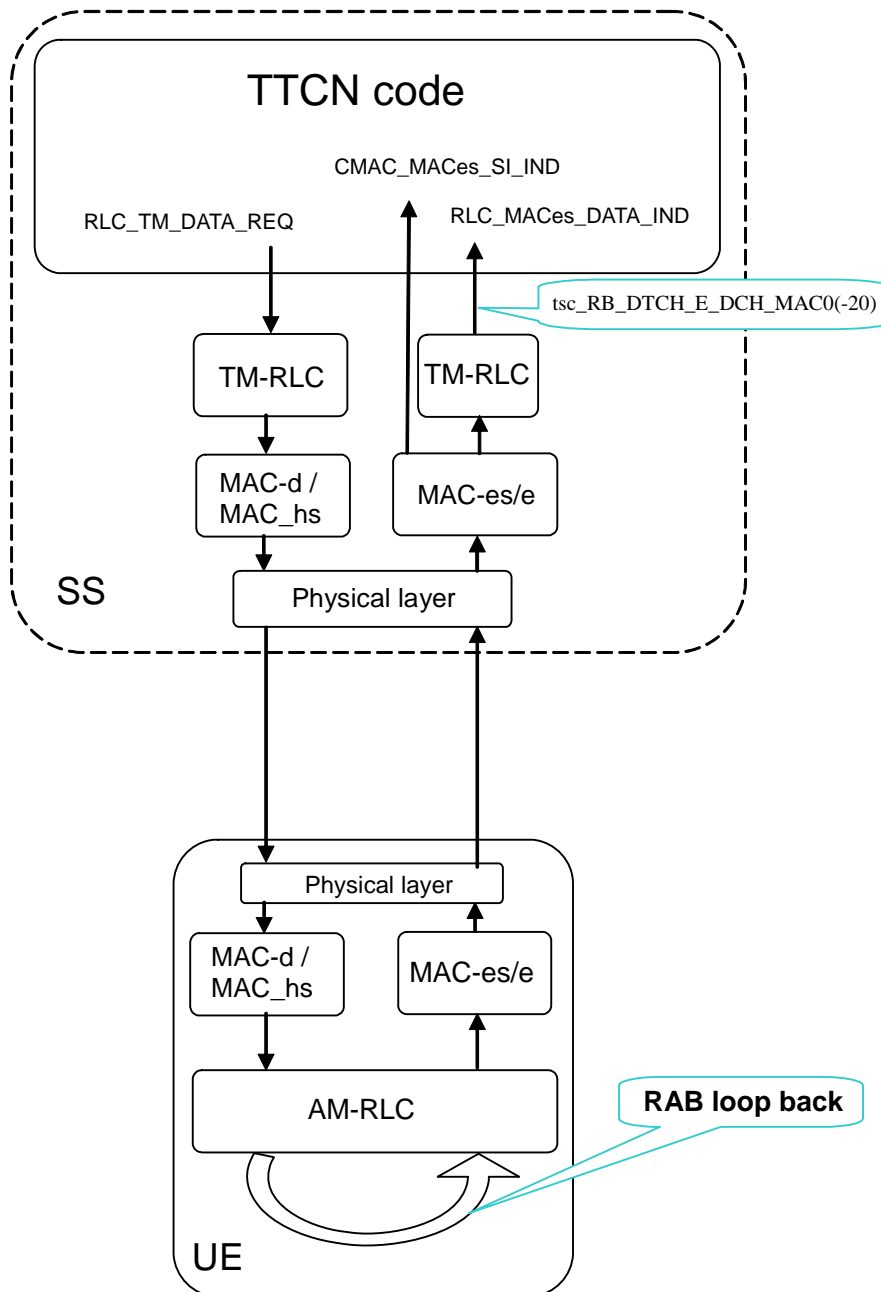 TTCN code
CMAC_MACes_SI_IND
RLC_TM_DATA_REQ
RLC_MACes_DATA_IND
tsc_RB_DTCH_E_DCH_MAC0(-20)
TM-RLC
TM-RLC
MAC-d /
MAC_hs
MAC-es/e
SS
Physical layer
Physical layer
MAC-d /
MAC_hs
MAC-es/e
AM-RLC
RAB loop back
UE